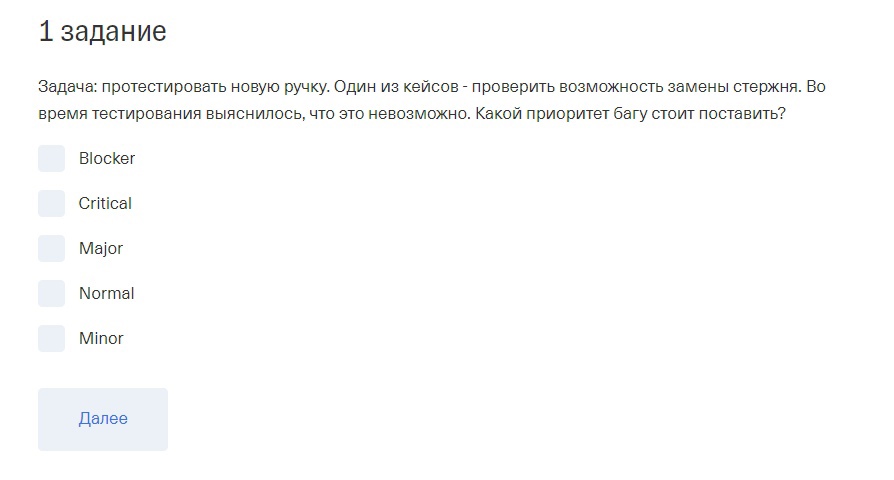 1 задание
Задача: протестировать новую ручку. Один из кейсов - проверить возможность замены стержня. Во
время тестирования выяснилось, что это невозможно. Какой приоритет багу стоит поставить?
Blocker
Critical
Major
Normal
Minor
Далее